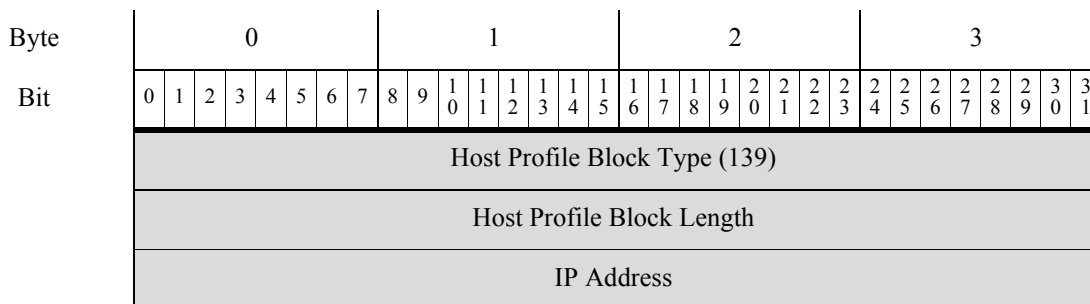 Byte 0 1 2 3
Bit 0 1 2 3 4 5 6 7 8 9 10 11 12 13 14 15 16 17 18 19 20 21 22 23 24 25 26 27 28 29 30 31
Host Profile Block Type (139)
Host Profile Block Length
IP Address